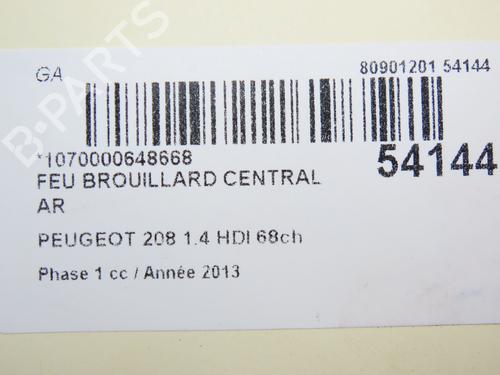 GA
80901201 54144
*1070000648668
54144
FEU BROUILLARD CENTRAL
AR
PEUGEOT 208 1.4 HDI 68ch
Phase 1 cc / Année 2013
B-PARTS